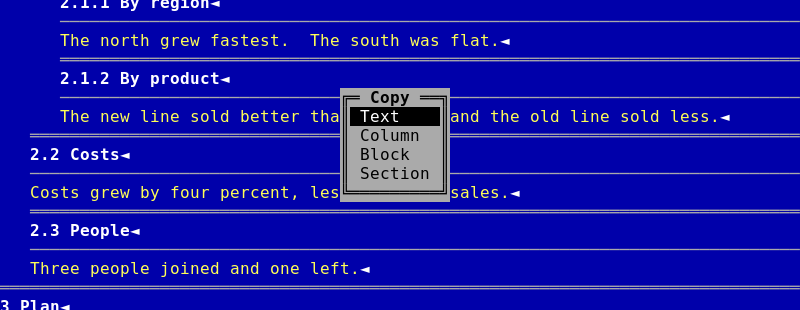 2.1.1 By region◄
The north grew fastest.  The south was flat.◄
2.1.2 By product◄
Copy
The new line sold better tha and the old line sold less.◄
Text
Column
2.2 Costs◄
Block
Section
Costs grew by four percent, les sales.◄
2.3 People◄
Three people joined and one left.◄
3 Plan◄